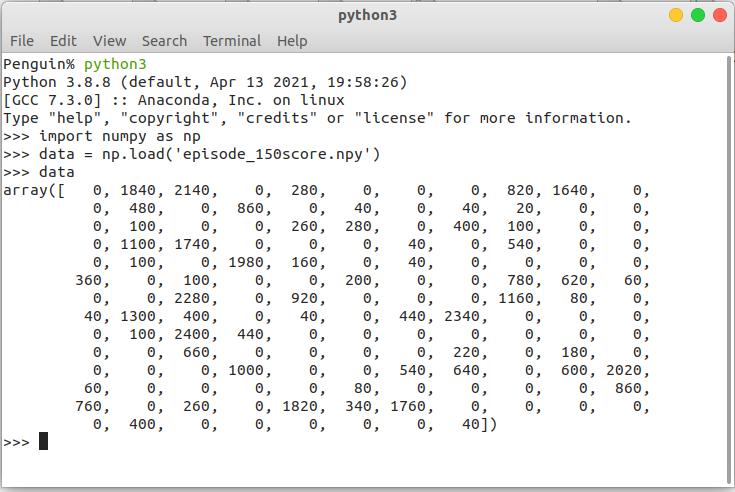 python3
File Edit View Search Terminal Help
Penguin% python3
Python 3.8.8 (default, Apr 13 2021, 19:58:26)
[GCC 7.3.0] :: Anaconda, Inc. on linux
Type "help", "copyright", "credits" or "license" for more information.
>>> import numpy as np
>>> data = np.load('episode_150score.npy')
>>> data
array([   0, 1840, 2140,    0,  280,    0,    0,    0,  820, 1640,    0,
          0,  480,    0,  860,    0,   40,    0,   40,   20,    0,    0,
          0,  100,    0,    0,  260,  280,    0,  400,  100,    0,    0,
          0, 1100, 1740,    0,    0,    0,   40,    0,  540,    0,    0,
          0,  100,    0, 1980,  160,    0,   40,    0,    0,    0,    0,
        360,    0,  100,    0,    0,  200,    0,    0,  780,  620,   60,
          0,    0, 2280,    0,  920,    0,    0,    0, 1160,   80,    0,
         40, 1300,  400,    0,   40,    0,  440, 2340,    0,    0,    0,
          0,  100, 2400,  440,    0,    0,    0,    0,    0,    0,    0,
          0,    0,  660,    0,    0,    0,    0,  220,    0,  180,    0,
          0,    0,    0, 1000,    0,    0,  540,  640,    0,  600, 2020,
         60,    0,    0,    0,    0,   80,    0,    0,    0,    0,  860,
        760,    0,  260,    0, 1820,  340, 1760,    0,    0,    0,    0,
          0,  400,    0,    0,    0,    0,    0,   40])
>>>